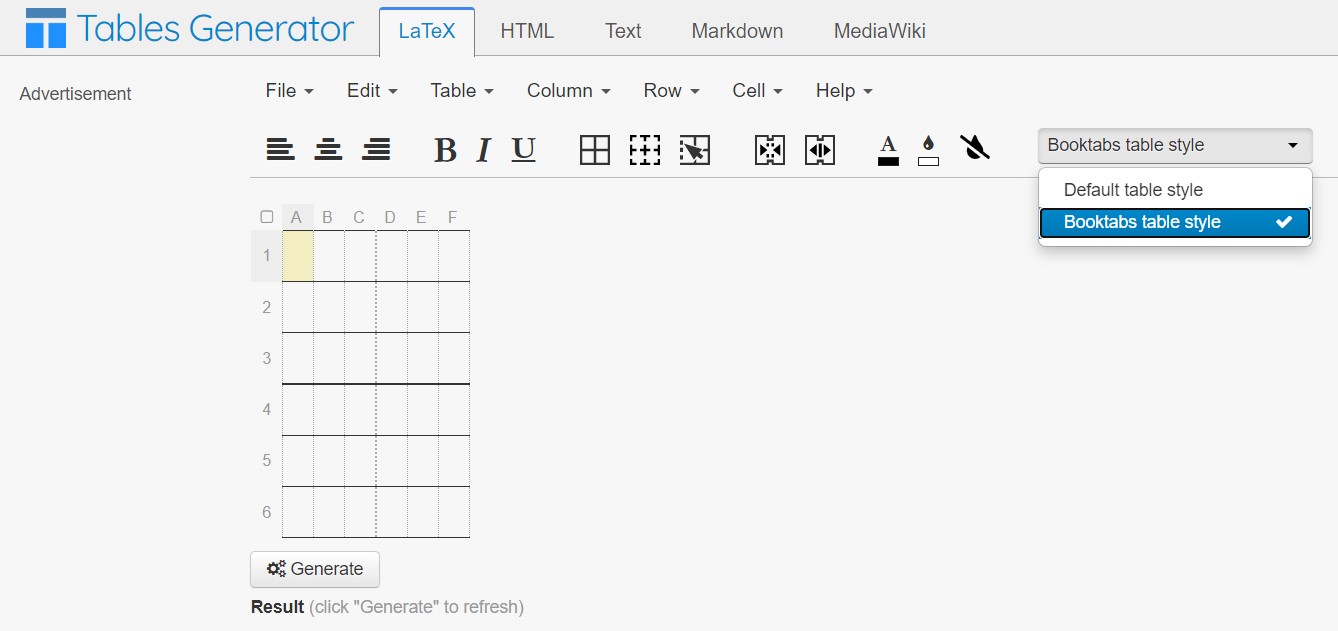 Tables Generator LaTeX HTML Text Markdown MediaWiki
Advertisement
File Edit Table Column Row Cell Help
B I U A Booktabs table style
Default table style
Booktabs table style
A B C D E F
1
2
3
4
5
6
Generate
Result (click "Generate" to refresh)